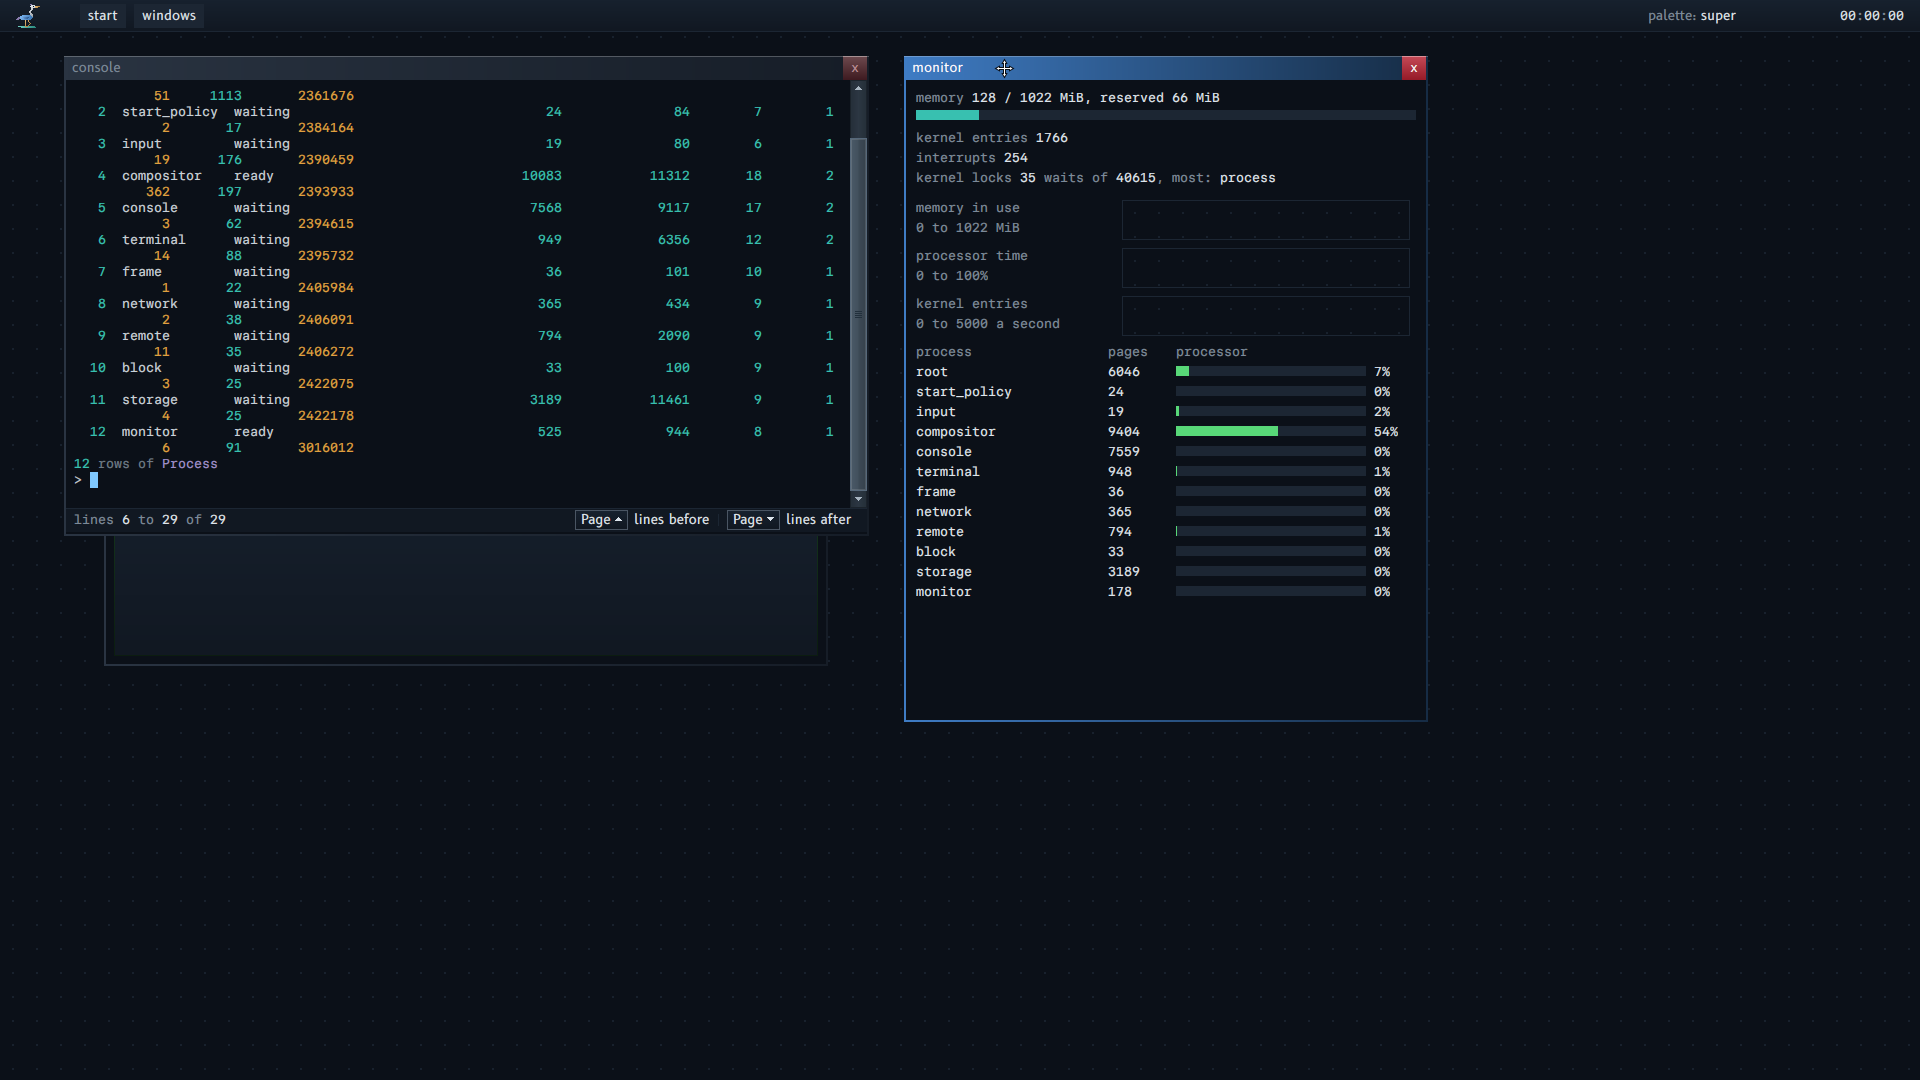 start windows palette: super 00:00:00
console x
51 1113 2361676
2 start_policy waiting 24 84 7 1
2 17 2384164
3 input waiting 19 80 6 1
19 176 2390459
4 compositor ready 10083 11312 18 2
362 197 2393933
5 console waiting 7568 9117 17 2
3 62 2394615
6 terminal waiting 949 6356 12 2
14 88 2395732
7 frame waiting 36 101 10 1
1 22 2405984
8 network waiting 365 434 9 1
2 38 2406091
9 remote waiting 794 2090 9 1
11 35 2406272
10 block waiting 33 100 9 1
3 25 2422075
11 storage waiting 3189 11461 9 1
4 25 2422178
12 monitor ready 525 944 8 1
6 91 3016012
12 rows of Process
>
lines 6 to 29 of 29 Page lines before Page lines after
monitor x
memory 128 / 1022 MiB, reserved 66 MiB
kernel entries 1766
interrupts 254
kernel locks 35 waits of 40615, most: process
memory in use
0 to 1022 MiB
processor time
0 to 100%
kernel entries
0 to 5000 a second
process pages processor
root 6046 7%
start_policy 24 0%
input 19 2%
compositor 9404 54%
console 7559 0%
terminal 948 1%
frame 36 0%
network 365 0%
remote 794 1%
block 33 0%
storage 3189 0%
monitor 178 0%